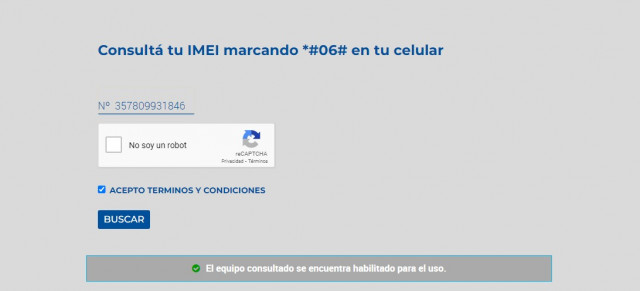 Consultá tu IMEI marcando *#06# en tu celular
Nº 357809931846
No soy un robot
reCAPTCHA
Privacidad - Términos
ACEPTO TERMINOS Y CONDICIONES
BUSCAR
El equipo consultado se encuentra habilitado para el uso.